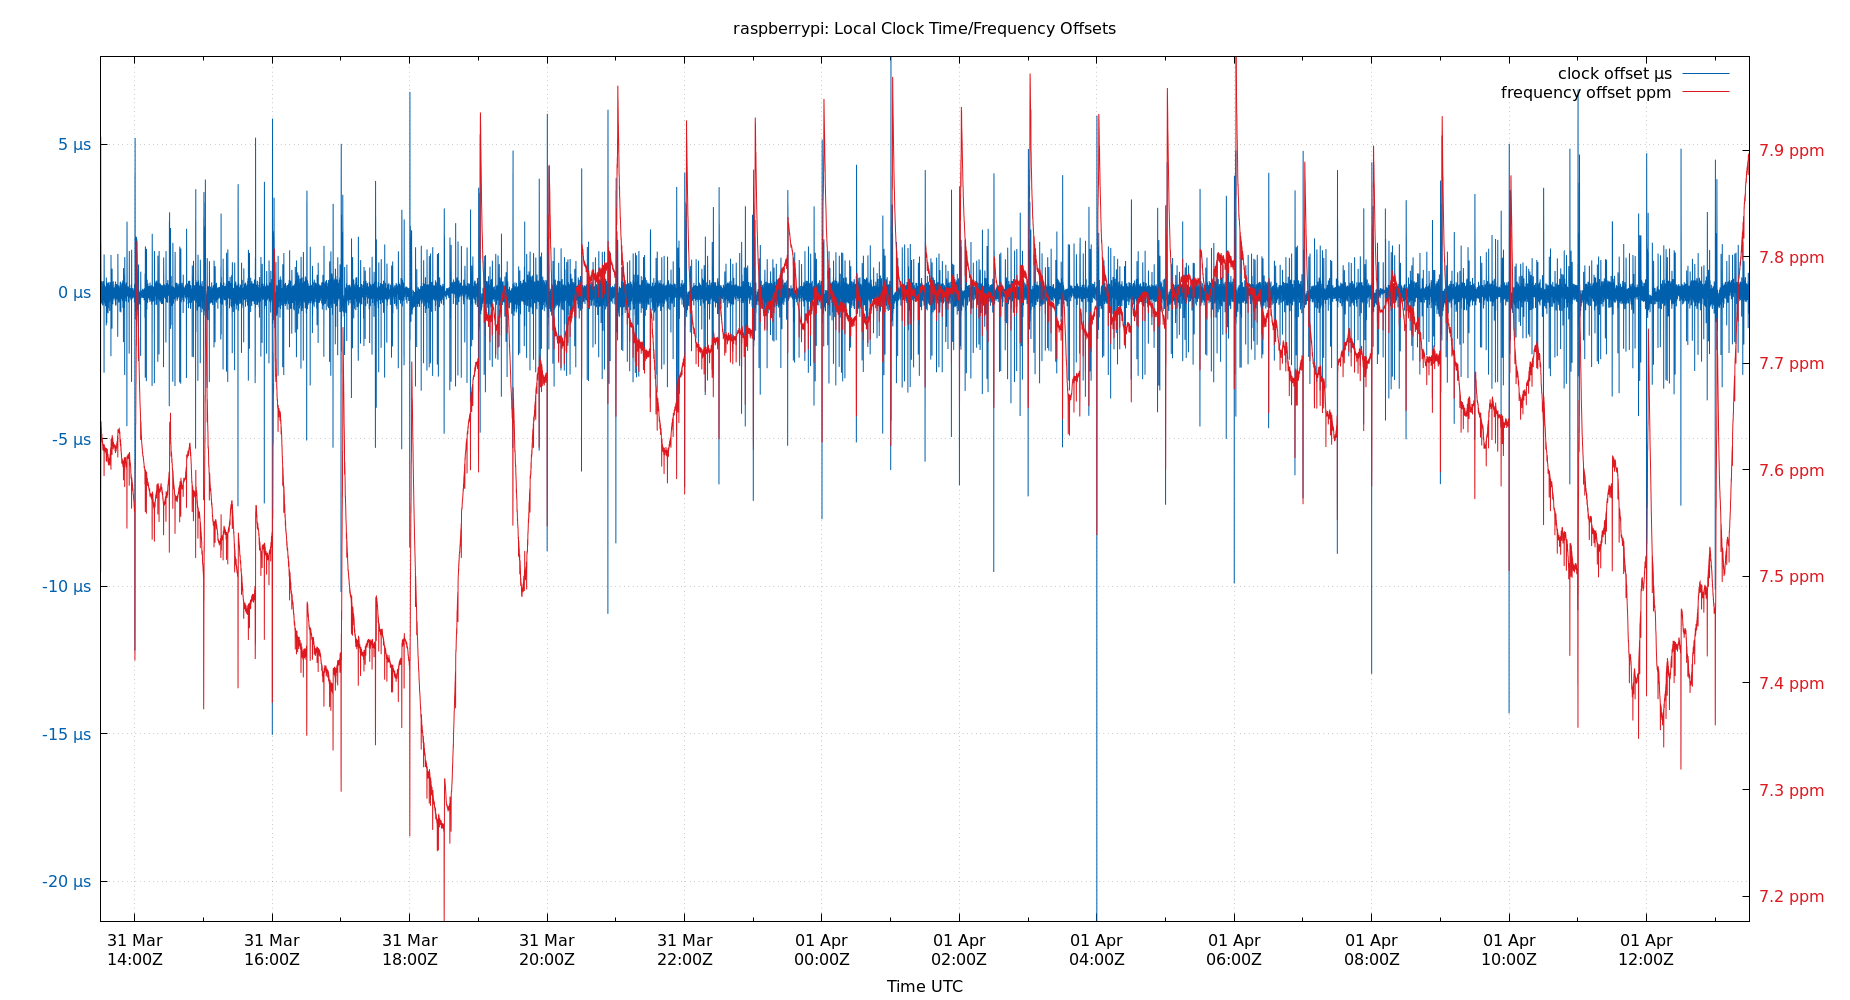 raspberrypi: Local Clock Time/Frequency Offsets
clock offset µs
frequency offset ppm
5 µs
0 µs
-5 µs
-10 µs
-15 µs
-20 µs
7.9 ppm
7.8 ppm
7.7 ppm
7.6 ppm
7.5 ppm
7.4 ppm
7.3 ppm
7.2 ppm
31 Mar
14:00Z
31 Mar
16:00Z
31 Mar
18:00Z
31 Mar
20:00Z
31 Mar
22:00Z
01 Apr
00:00Z
01 Apr
02:00Z
01 Apr
04:00Z
01 Apr
06:00Z
01 Apr
08:00Z
01 Apr
10:00Z
01 Apr
12:00Z
Time UTC